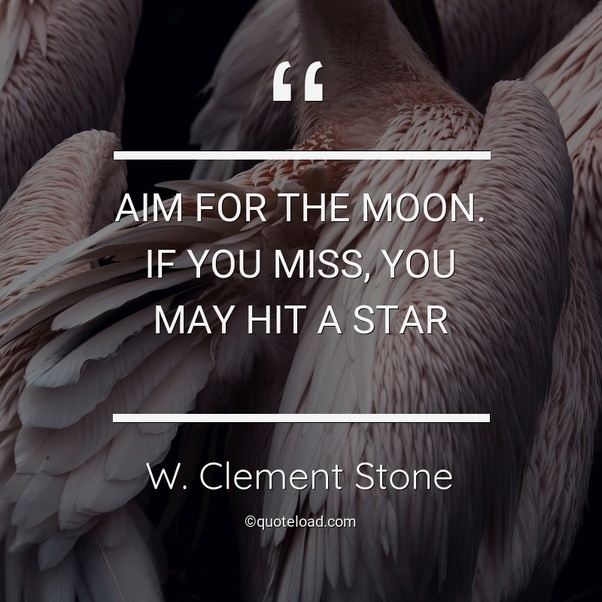 “
AIM FOR THE MOON.
IF YOU MISS, YOU
MAY HIT A STAR
W. Clement Stone
©quoteload.com